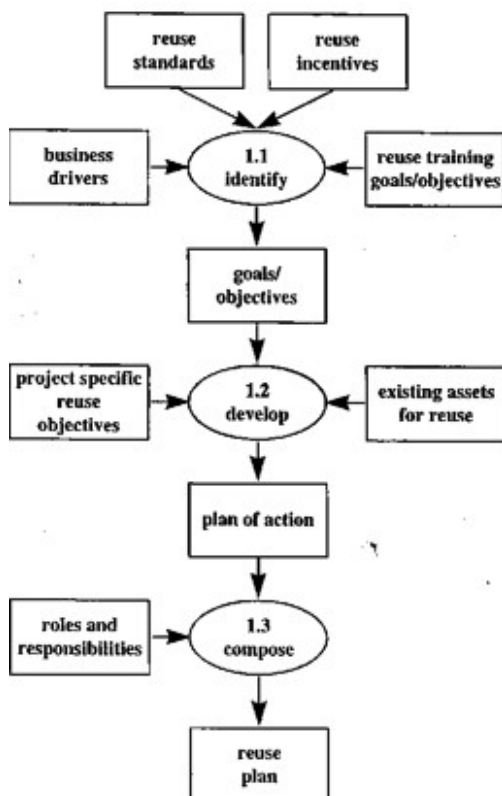 reuse
standards
reuse
incentives
business
drivers
1.1
identify
reuse training
goals/objectives
goals/
objectives
project specific
reuse
objectives
1.2
develop
existing assets
for reuse
plan of action
roles and
responsibilities
1.3
compose
reuse
plan